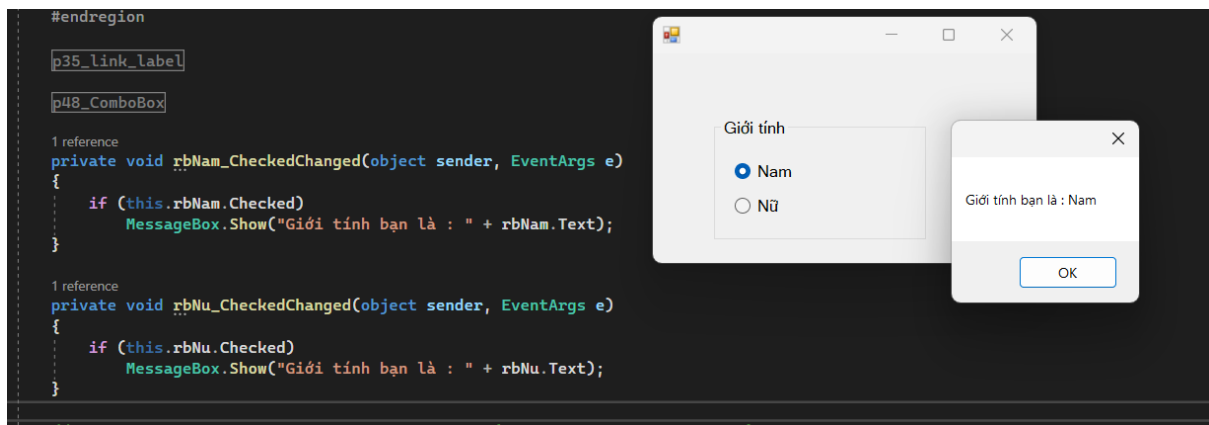 #endregion
p35_link_label
p48_ComboBox
1 reference
private void rbNam_CheckedChanged(object sender, EventArgs e)
{
if (this.rbNam.Checked)
MessageBox.Show("Giới tính bạn là : " + rbNam.Text);
}
1 reference
private void rbNu_CheckedChanged(object sender, EventArgs e)
{
if (this.rbNu.Checked)
MessageBox.Show("Giới tính bạn là : " + rbNu.Text);
}
Giới tính
Nam
Nữ
Giới tính bạn là : Nam
OK